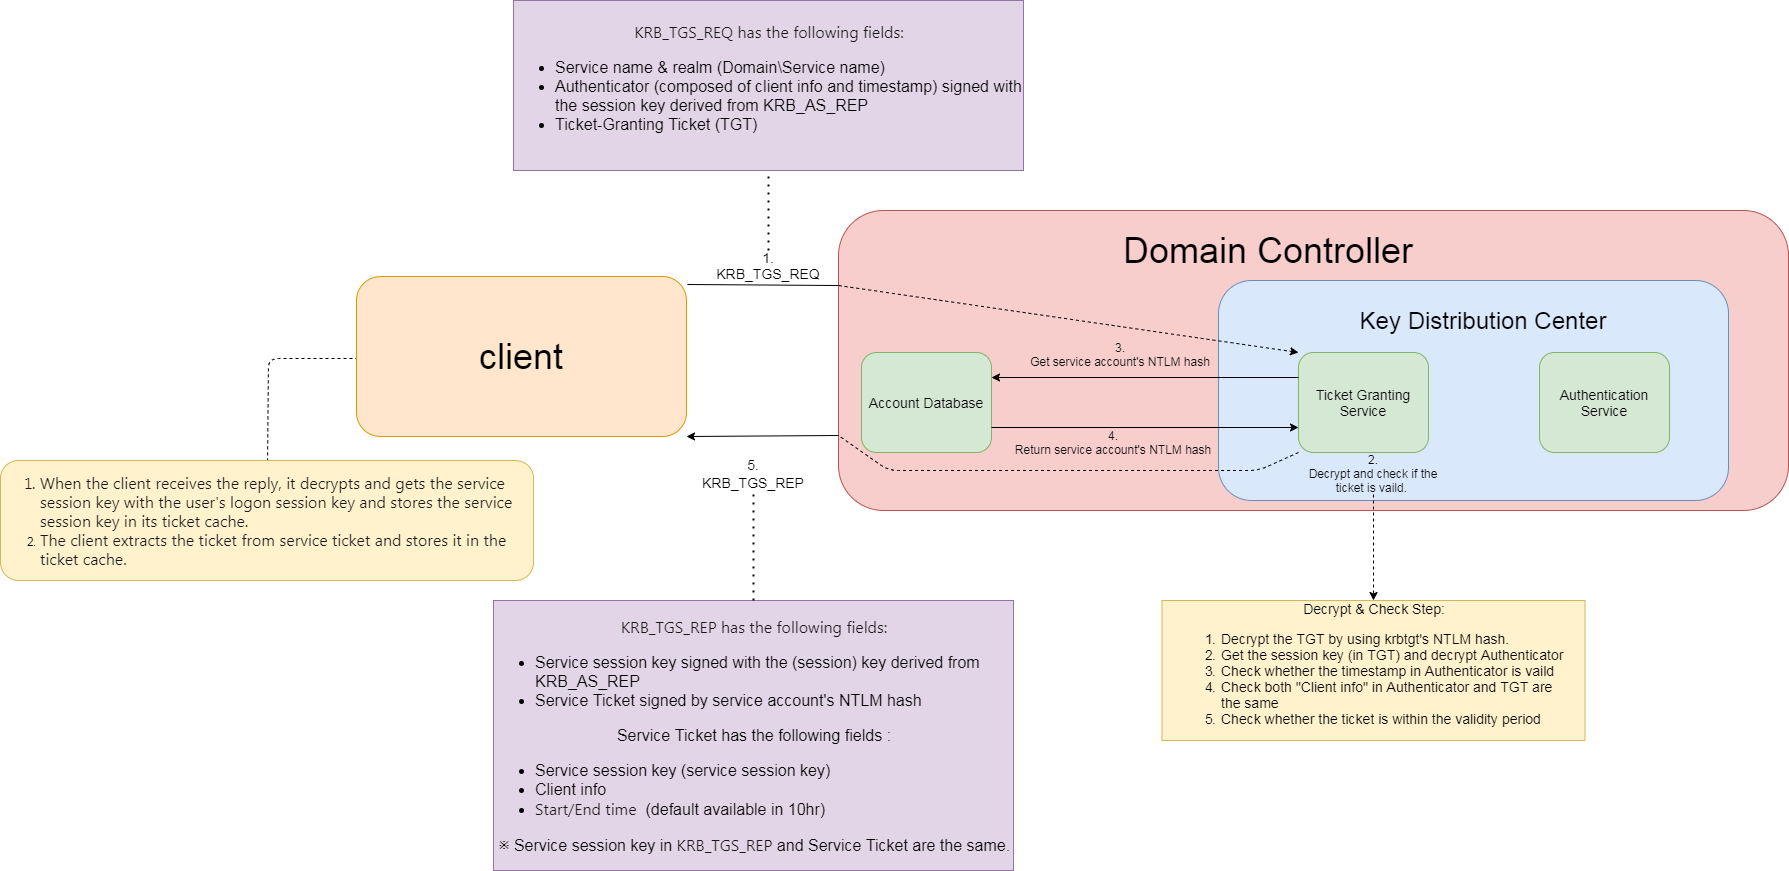 KRB_TGS_REQ has the following fields:
• Service name & realm (Domain\Service name)
• Authenticator (composed of client info and timestamp) signed with
the session key derived from KRB_AS_REP
• Ticket-Granting Ticket (TGT)
Domain Controller
1.
KRB_TGS_REQ
Key Distribution Center
client
3.
Get service account's NTLM hash
Account Database
Ticket Granting
Service
Authentication
Service
4.
Return service account's NTLM hash
2.
Decrypt and check if the
ticket is vaild.
5.
KRB_TGS_REP
1. When the client receives the reply, it decrypts and gets the service
session key with the user's logon session key and stores the service
session key in its ticket cache.
2. The client extracts the ticket from service ticket and stores it in the
ticket cache.
KRB_TGS_REP has the following fields:
• Service session key signed with the (session) key derived from
KRB_AS_REP
• Service Ticket signed by service account's NTLM hash
Service Ticket has the following fields :
• Service session key (service session key)
• Client info
• Start/End time (default available in 10hr)
※ Service session key in KRB_TGS_REP and Service Ticket are the same.
Decrypt & Check Step:
1. Decrypt the TGT by using krbtgt's NTLM hash.
2. Get the session key (in TGT) and decrypt Authenticator
3. Check whether the timestamp in Authenticator is vaild
4. Check both "Client info" in Authenticator and TGT are
the same
5. Check whether the ticket is within the validity period